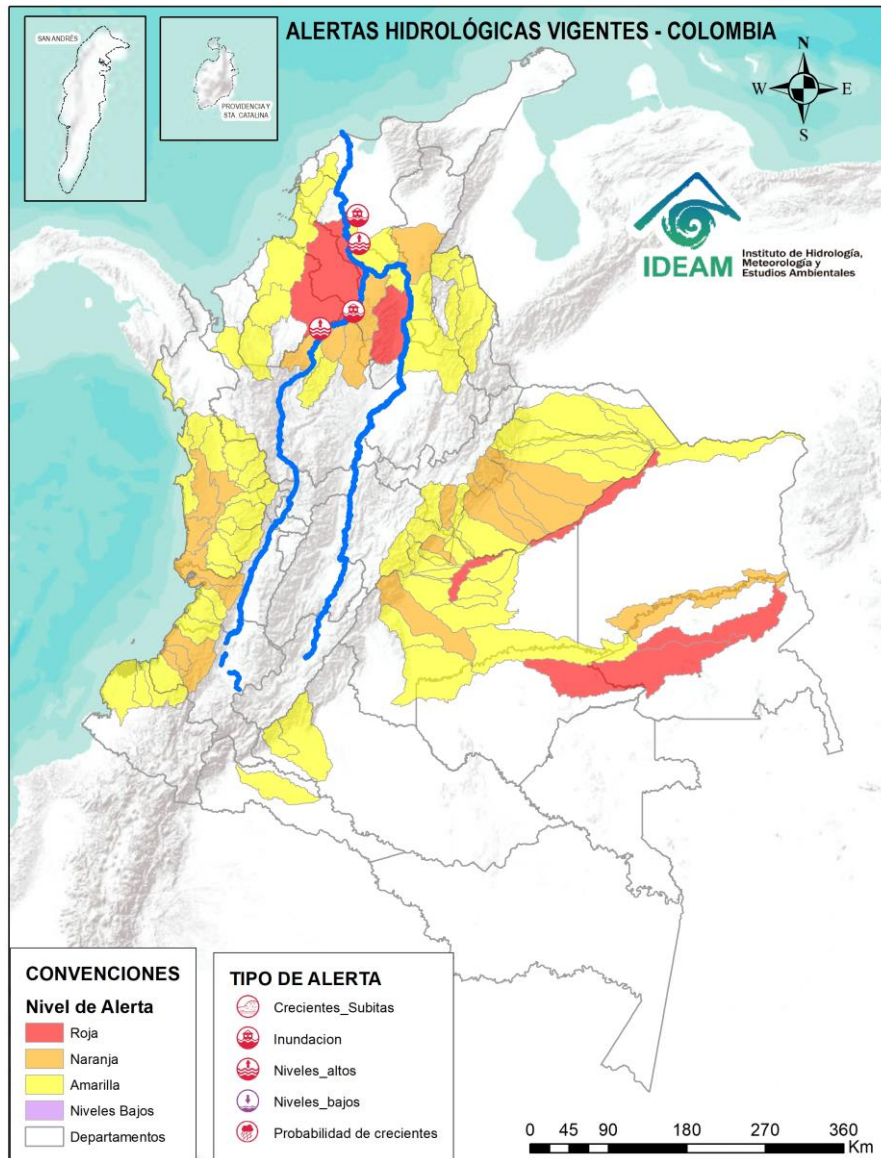 ALERTAS HIDROLÓGICAS VIGENTES - COLOMBIA
SAN ANDRÉS
PROVIDENCIA Y
STA. CATALINA
N
W
E
S
IDEAM
Instituto de Hidrología,
Meteorología y
Estudios Ambientales
CONVENCIONES
Nivel de Alerta
Roja
Naranja
Amarilla
Niveles Bajos
Departamentos
TIPO DE ALERTA
Crecientes_Subitas
Inundacion
Niveles_altos
Niveles_bajos
Probabilidad de crecientes
0 45 90 180 270 360
Km